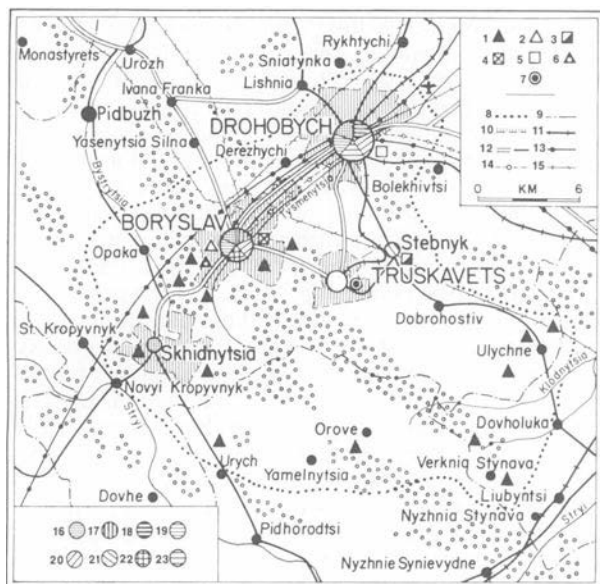 Monastyrets
Urozh
Sniatynka
Rykhtychi
Ivana Franka
Lishnia
Pidbuzh
DROHOBYCH
Yasenytsia Silna
Derezhychi
Bystrytsia
Tysmenytsia
Bolekhivtsi
BORYSLAV
Opaka
Stebnyk
TRUSKAVETS
Dobrohostiv
St. Kropyvnyk
Skhidnytsia
Ulychne
Klodnytsia
Novyi Kropyvnyk
Stryi
Orove
Dovholuka
Urych
Yamelnytsia
Verknia Stynava
Liubyntsi
Dovhe
Nyzhnia Stynava
Stryi
Pidhorodtsi
Nyzhnie Synievydne
1 2 3
4 5 6
7
8 9
10 11
12 13
14 15
0 KM 6
16 17 18 19
20 21 22 23